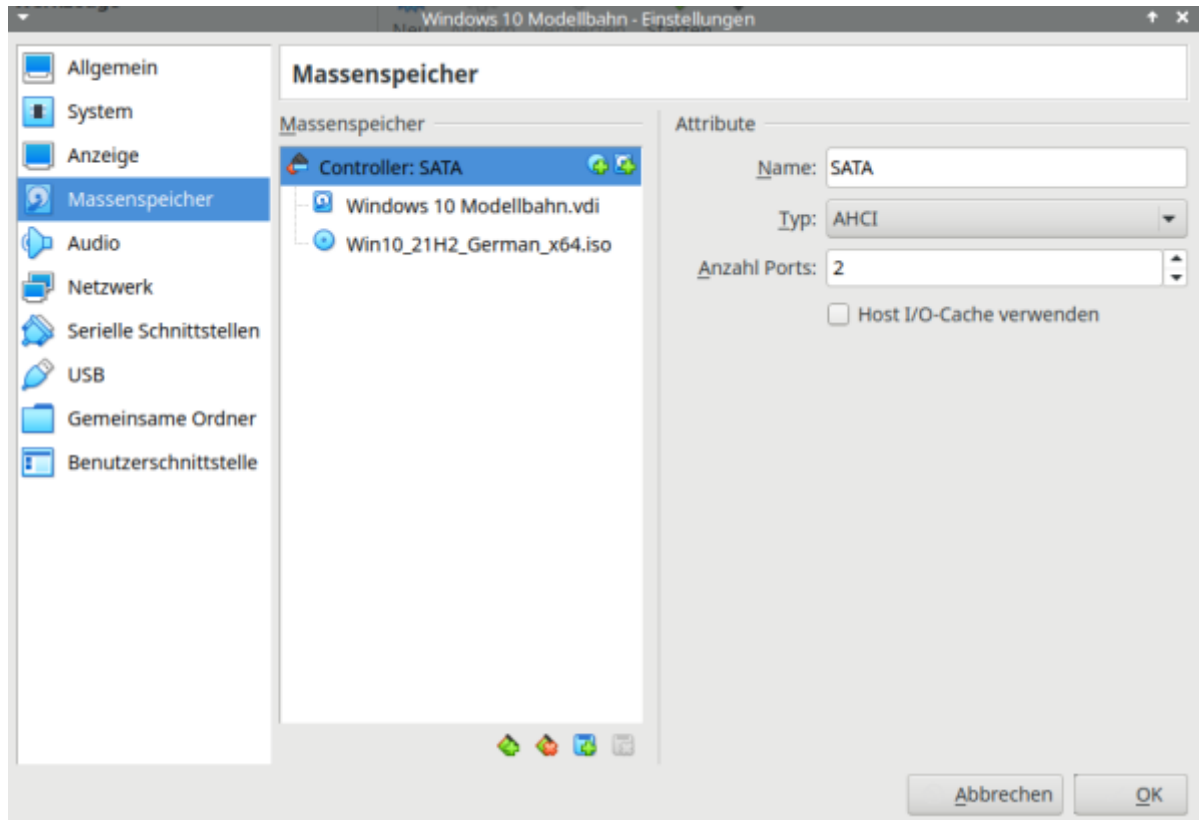 Windows 10 Modellbahn - Einstellungen
Allgemein
System
Anzeige
Massenspeicher
Audio
Netzwerk
Serielle Schnittstellen
USB
Gemeinsame Ordner
Benutzerschnittstelle
Massenspeicher
Massenspeicher
Controller: SATA
Windows 10 Modellbahn.vdi
Win10_21H2_German_x64.iso
Attribute
Name: SATA
Typ: AHCI
Anzahl Ports: 2
Host I/O-Cache verwenden
Abbrechen
OK